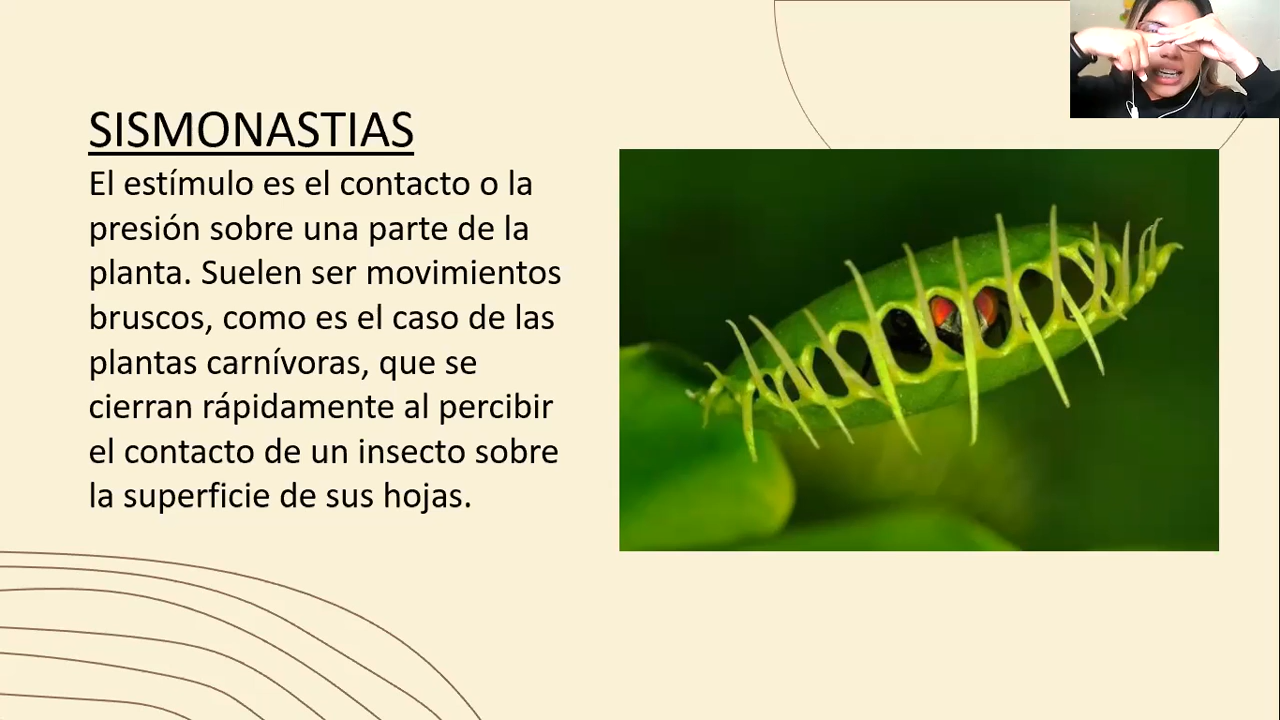 SISMONASTIAS
El estímulo es el contacto o la
presión sobre una parte de la
planta. Suelen ser movimientos
bruscos, como es el caso de las
plantas carnívoras, que se
cierran rápidamente al percibir
el contacto de un insecto sobre
la superficie de sus hojas.